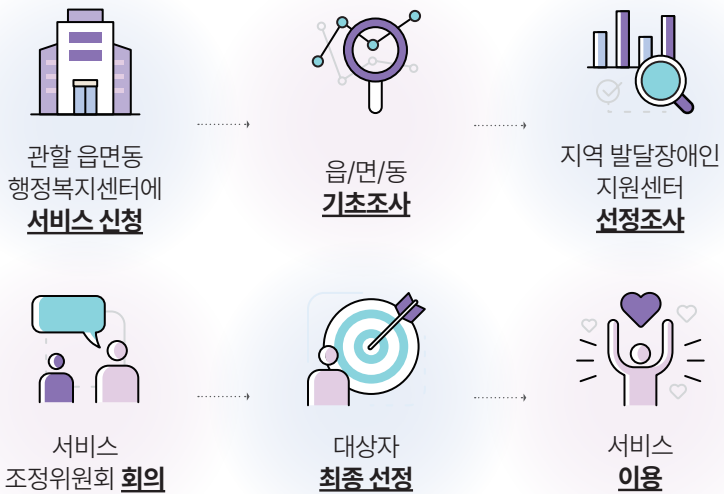 관할 읍면동
행정복지센터에
서비스 신청
읍/면/동
기초조사
지역 발달장애인
지원센터
선정조사
서비스
조정위원회 회의
대상자
최종 선정
서비스
이용